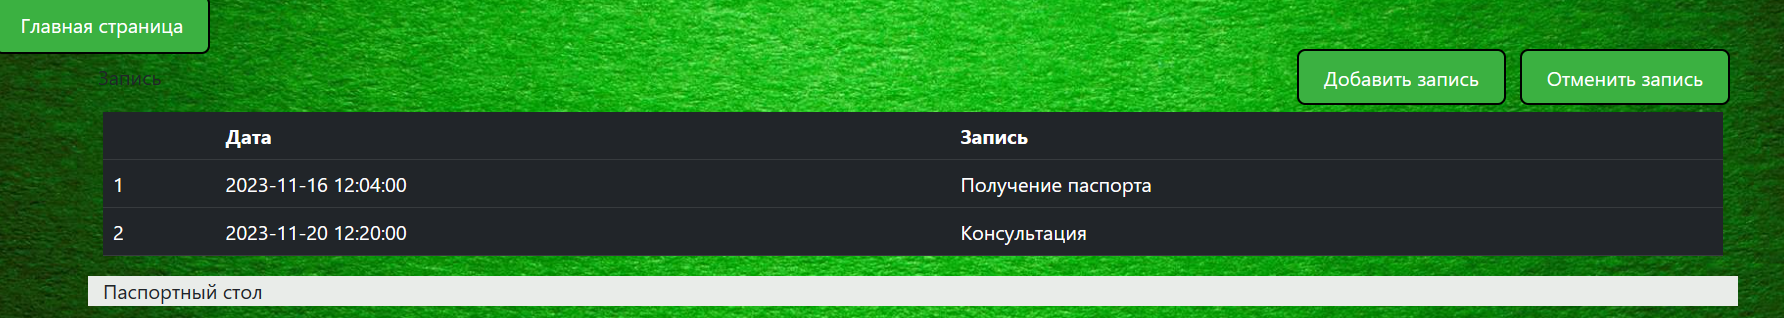 Главная страница
Запись
Добавить запись
Отменить запись
Дата Запись
1 2023-11-16 12:04:00 Получение паспорта
2 2023-11-20 12:20:00 Консультация
Паспортный стол